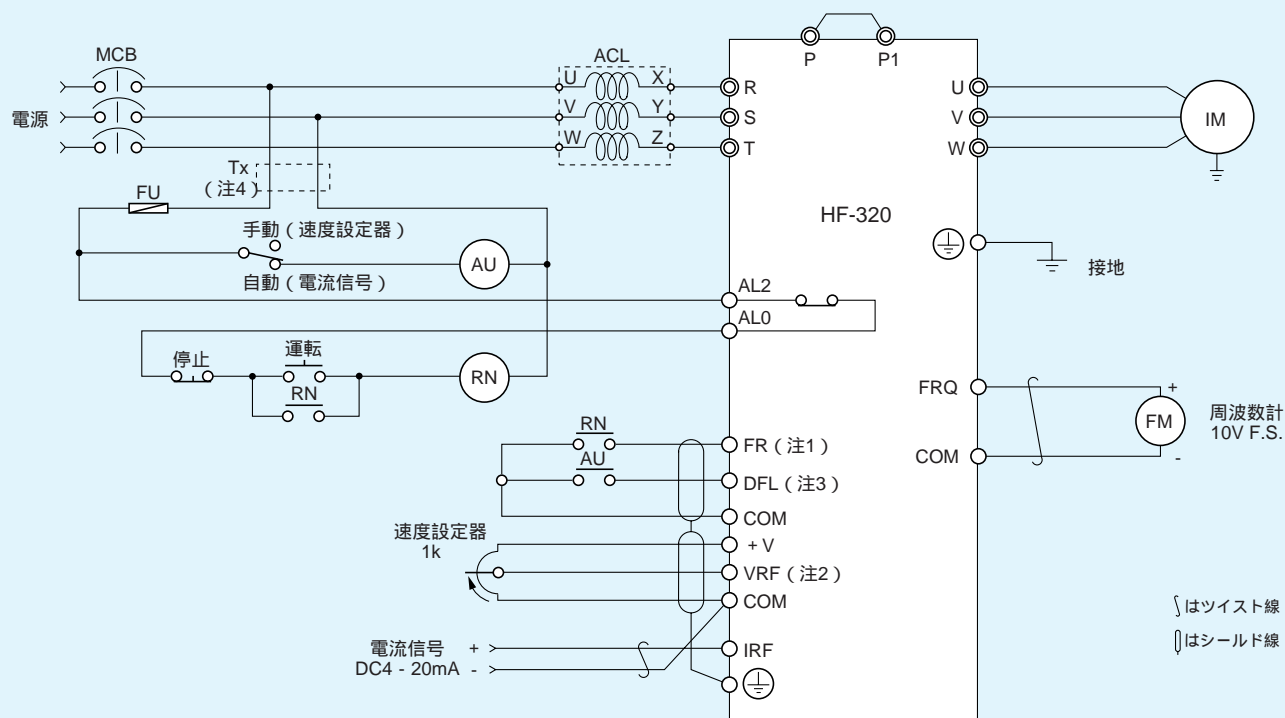 MCB
電源
ACL
U
X
V
Y
W
Z
R
S
T
P
P1
U
V
W
IM
HF-320
接地
Tx
（注4）
FU
手動（速度設定器）
自動（電流信号）
AU
AL2
AL0
停止
運転
RN
RN
FRQ
COM
+
FM
-
周波数計
10V F.S.
RN
FR（注1）
AU
DFL（注3）
COM
速度設定器
1k
+V
VRF（注2）
COM
電流信号 +
DC4 - 20mA -
IRF
はツイスト線
はシールド線